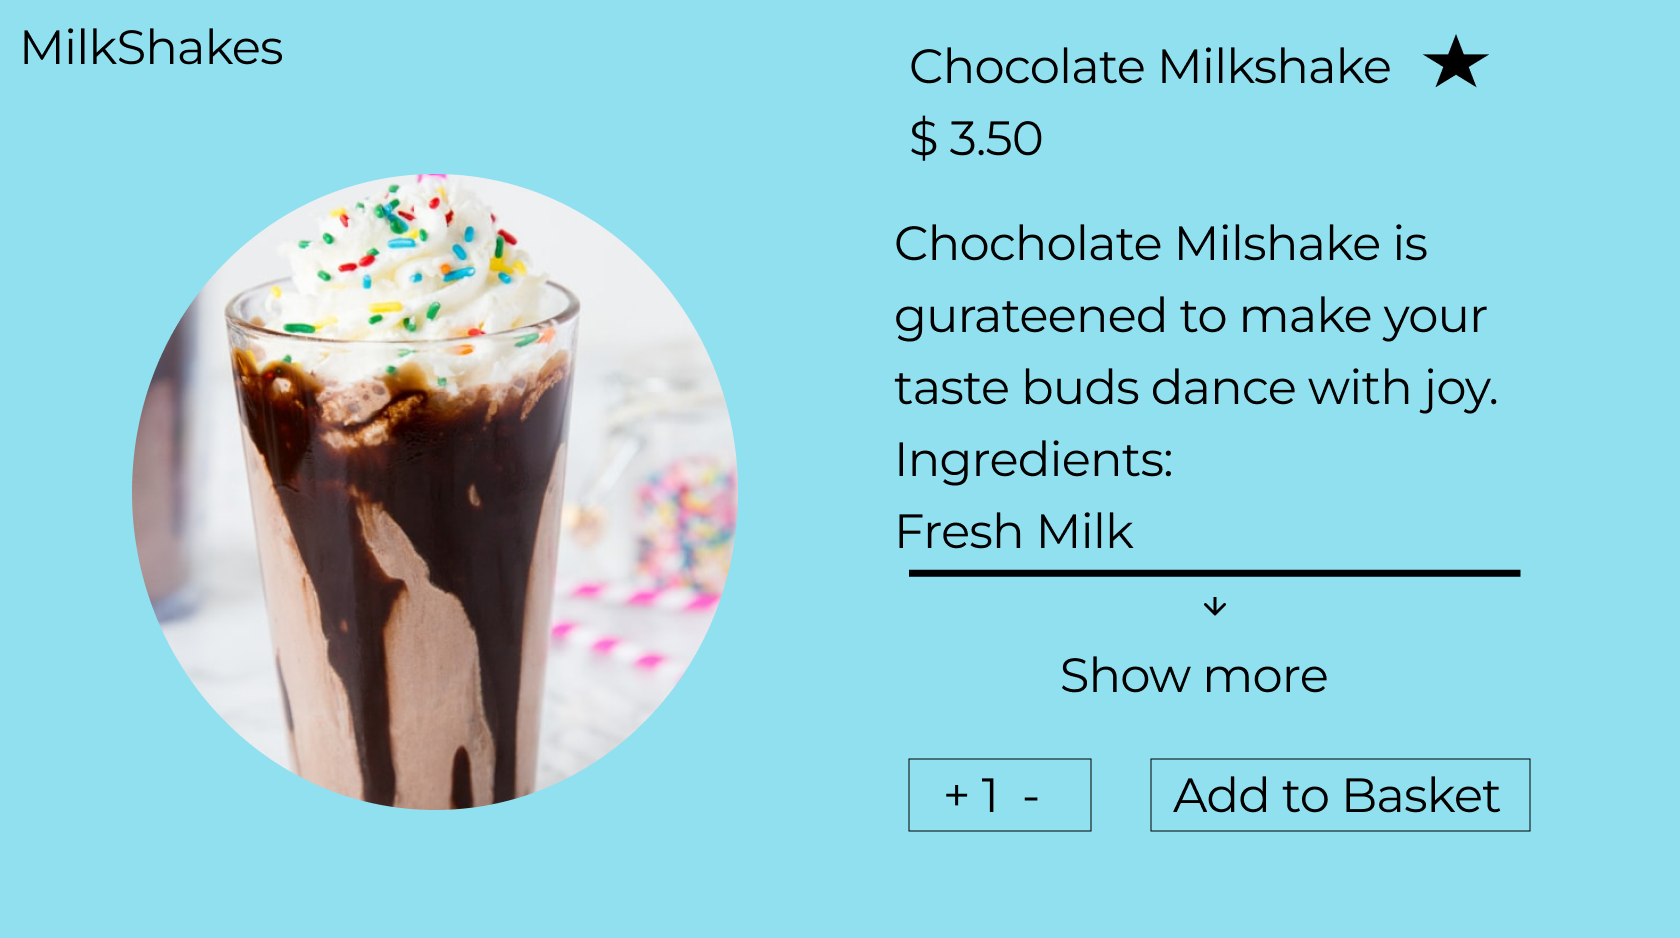 MilkShakes
Chocolate Milkshake
$ 3.50
Chocholate Milshake is
gurateened to make your
taste buds dance with joy.
Ingredients:
Fresh Milk
Show more
+ 1 -
Add to Basket